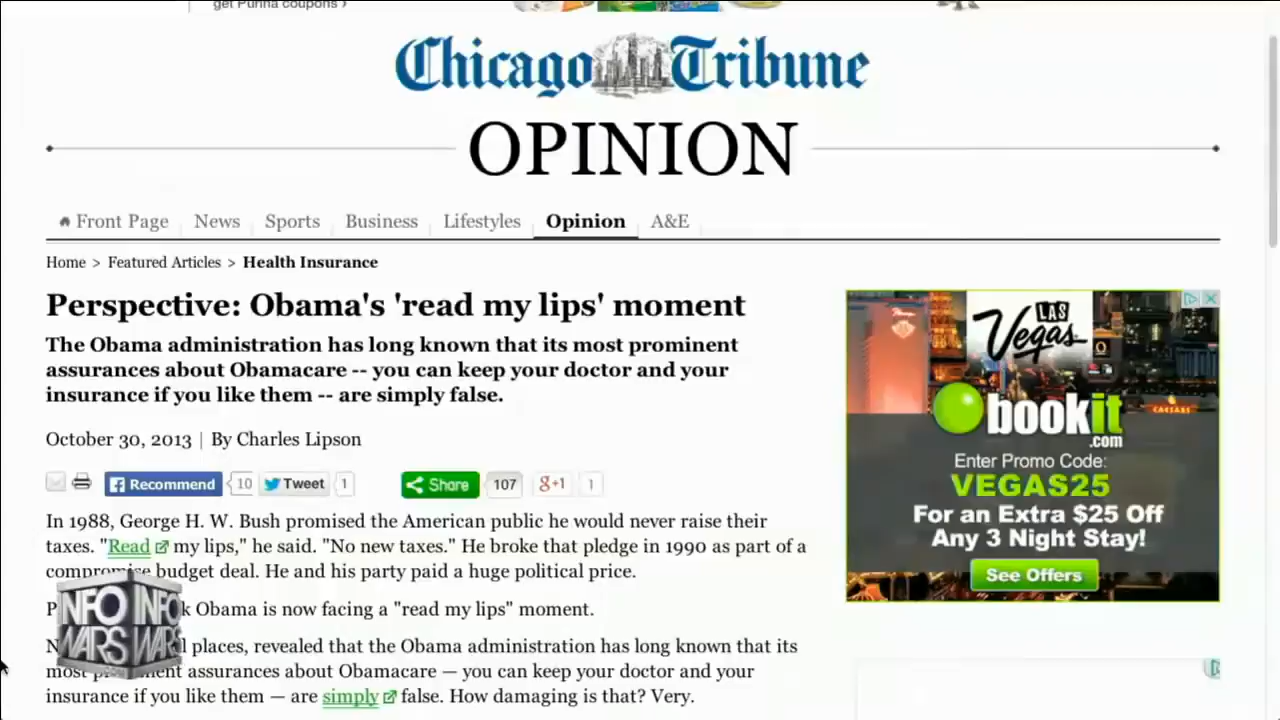 get Purina coupons ›
Chicago Tribune
OPINION
Front Page News Sports Business Lifestyles Opinion A&E
Home > Featured Articles > Health Insurance
Perspective: Obama's 'read my lips' moment
The Obama administration has long known that its most prominent
assurances about Obamacare -- you can keep your doctor and your
insurance if you like them -- are simply false.
October 30, 2013 | By Charles Lipson
Recommend 10 Tweet 1 Share 107 g+1 1
In 1988, George H. W. Bush promised the American public he would never raise their
taxes. "Read my lips," he said. "No new taxes." He broke that pledge in 1990 as part of a
compromise budget deal. He and his party paid a huge political price.
Obama is now facing a "read my lips" moment.
places, revealed that the Obama administration has long known that its
most assurances about Obamacare — you can keep your doctor and your
insurance if you like them — are simply false. How damaging is that? Very.
INFO WARS INFO WARS
LAS
Vegas
CAESARS
bookit
.com
Enter Promo Code:
VEGAS25
For an Extra $25 Off
Any 3 Night Stay!
See Offers